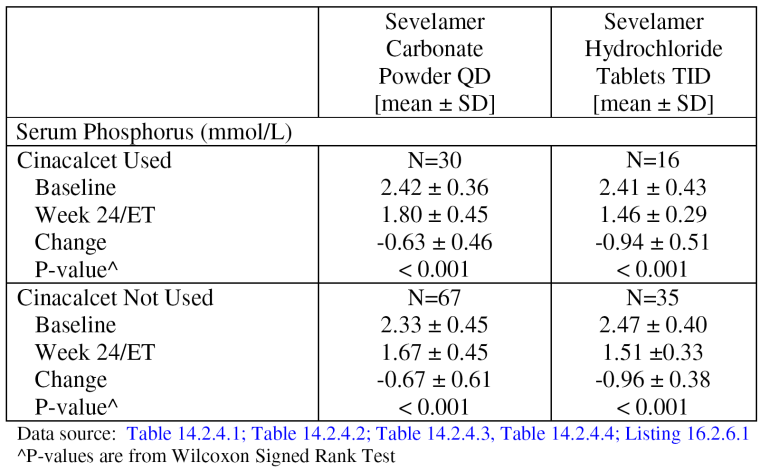 Sevelamer Carbonate Powder QD [mean ± SD] Sevelamer Hydrochloride Tablets TID [mean ± SD]
Serum Phosphorus (mmol/L)
Cinacalcet Used N=30 N=16
Baseline 2.42 ± 0.36 2.41 ± 0.43
Week 24/ET 1.80 ± 0.45 1.46 ± 0.29
Change -0.63 ± 0.46 -0.94 ± 0.51
P-value^ < 0.001 < 0.001
Cinacalcet Not Used N=67 N=35
Baseline 2.33 ± 0.45 2.47 ± 0.40
Week 24/ET 1.67 ± 0.45 1.51 ±0.33
Change -0.67 ± 0.61 -0.96 ± 0.38
P-value^ < 0.001 < 0.001
Data source: Table 14.2.4.1; Table 14.2.4.2; Table 14.2.4.3, Table 14.2.4.4; Listing 16.2.6.1
^P-values are from Wilcoxon Signed Rank Test